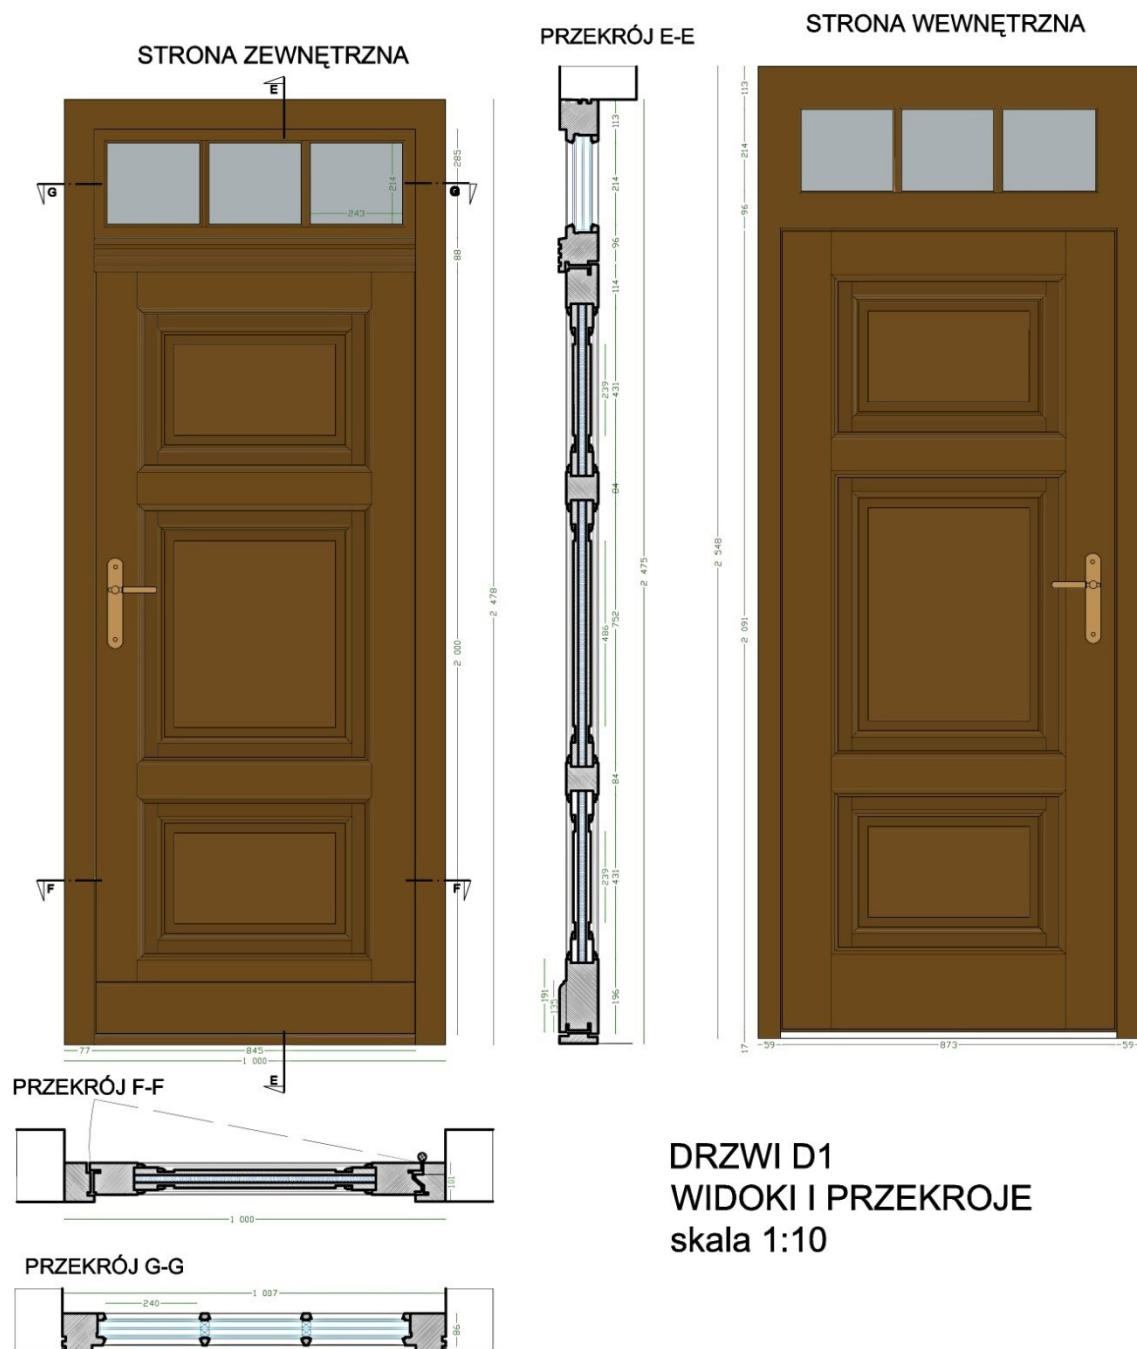 STRONA ZEWNĘTRZNA
PRZEKRÓJ E-E
STRONA WEWNĘTRZNA
E
G
G
285
214
243
88
2 478
2 000
F
F
77
845
1 000
E
113
214
96
114
239
431
84
2 475
486
752
84
239
431
191
135
196
113
214
96
2 548
2 091
17
59
873
59
PRZEKRÓJ F-F
101
1 000
DRZWI D1
WIDOKI I PRZEKROJE
skala 1:10
PRZEKRÓJ G-G
1 007
240
86